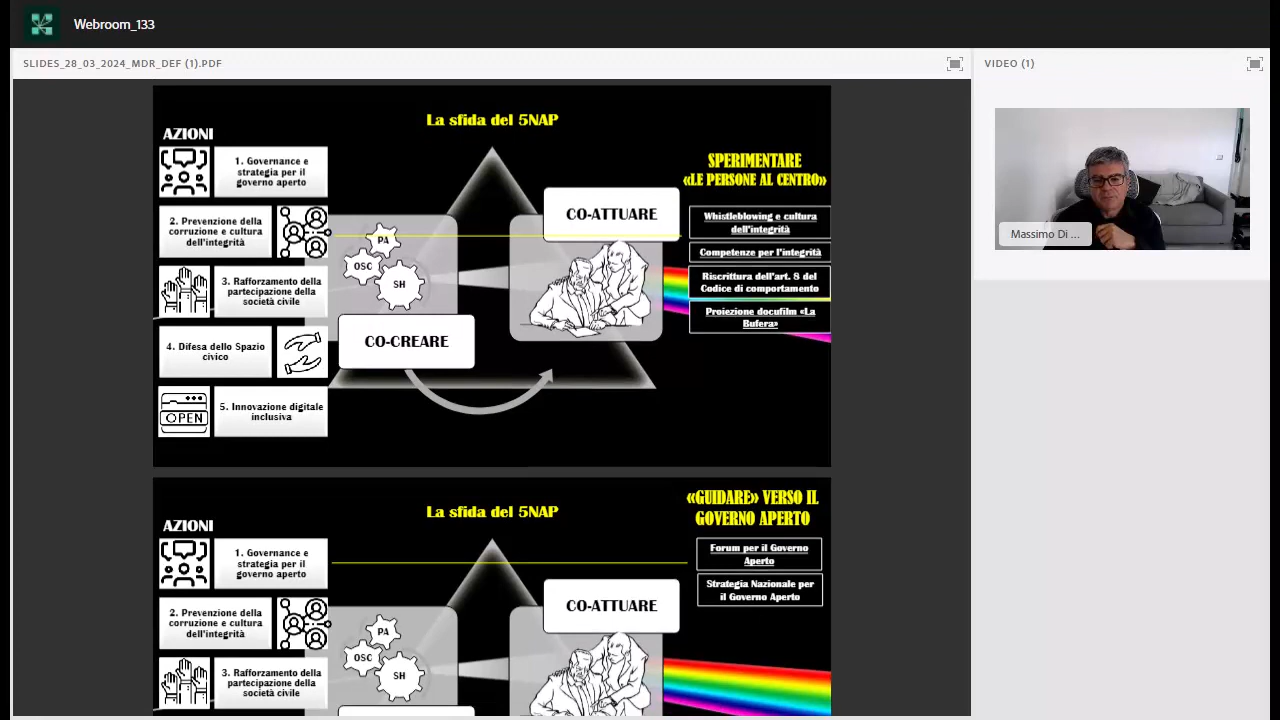 Webroom_133
SLIDES_28_03_2024_MDR_DEF (1).PDF
VIDEO (1)
La sfida del 5NAP
AZIONI
1. Governance e
strategia per il
governo aperto
2. Prevenzione della
corruzione e cultura
dell'integrità
3. Rafforzamento della
partecipazione della
società civile
4. Difesa dello Spazio
civico
OPEN
5. Innovazione digitale
inclusiva
PA
OSC
SH
CO-CREARE
CO-ATTUARE
SPERIMENTARE
«LE PERSONE AL CENTRO»
Whistleblowing e cultura
dell'integrità
Competenze per l'integrità
Riscrittura dell'art. 8 del
Codice di comportamento
Proiezione docufilm «La
Bufera»
Massimo Di ...
La sfida del 5NAP
AZIONI
1. Governance e
strategia per il
governo aperto
2. Prevenzione della
corruzione e cultura
dell'integrità
3. Rafforzamento della
partecipazione della
società civile
PA
OSC
SH
CO-ATTUARE
«GUIDARE» VERSO IL
GOVERNO APERTO
Forum per il Governo
Aperto
Strategia Nazionale per
il Governo Aperto